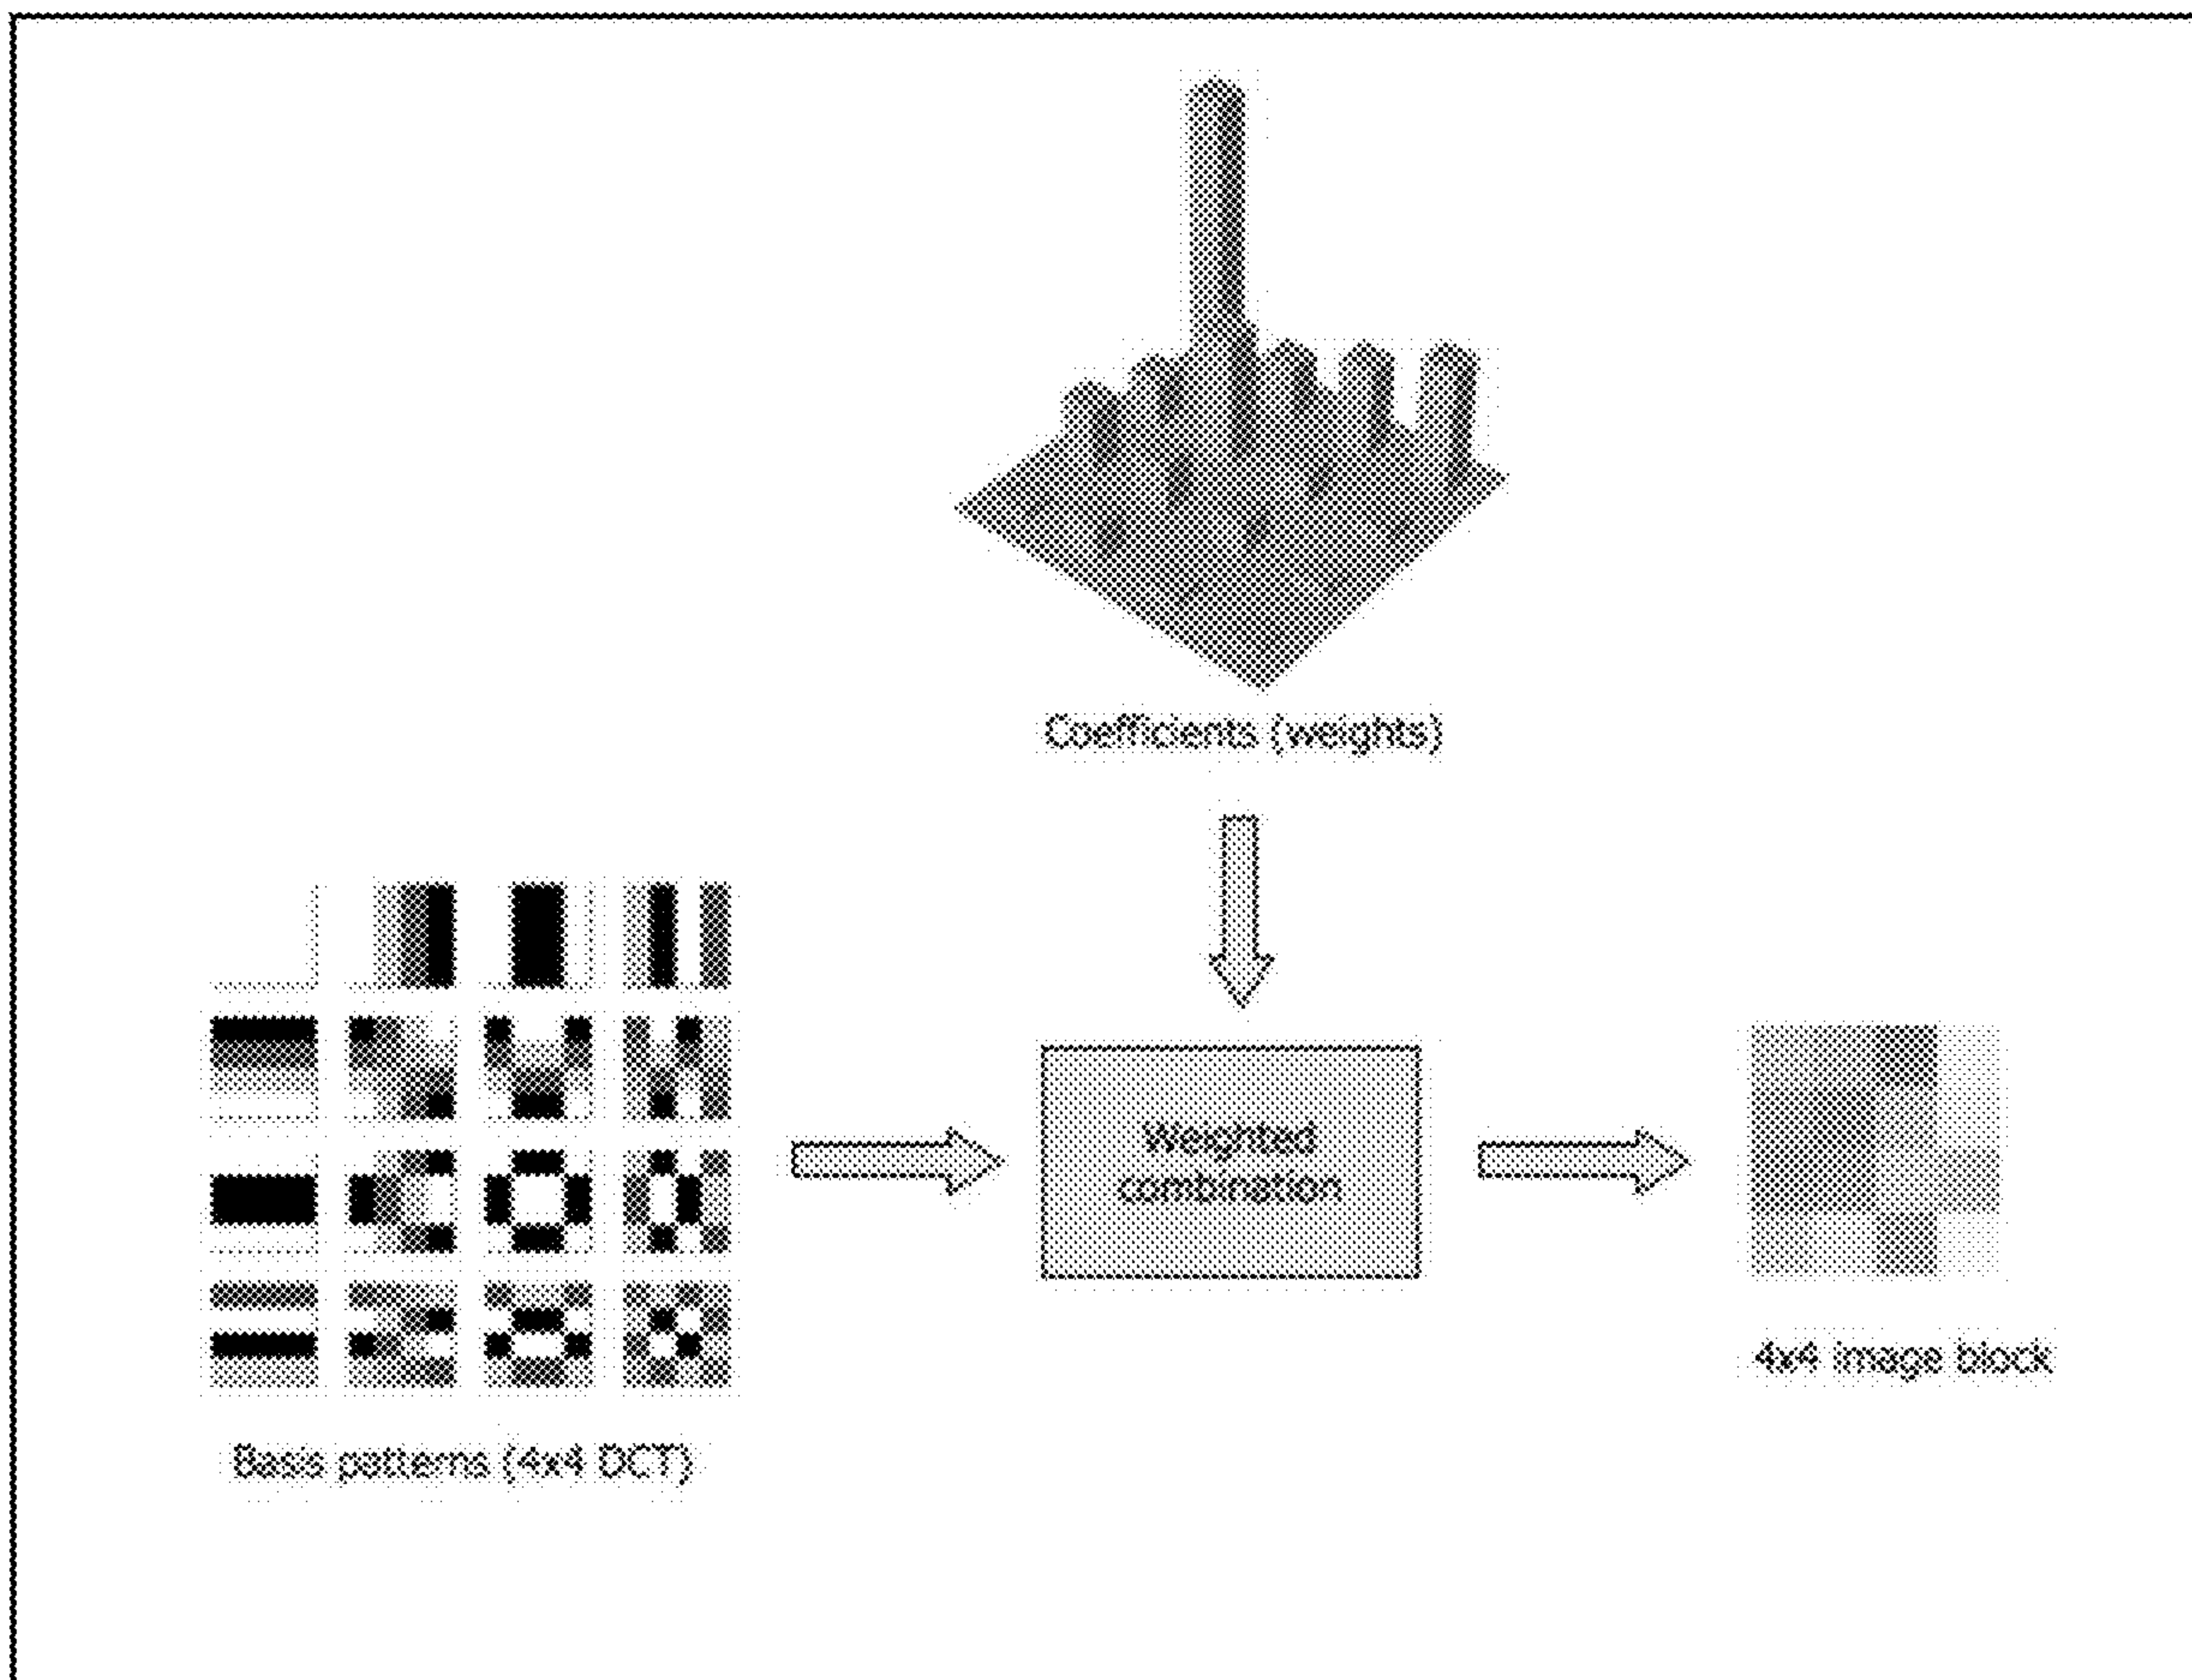 Coefficients (weights)
Weighted
combination
4x4 image block
Basis patterns (4x4 DCT)